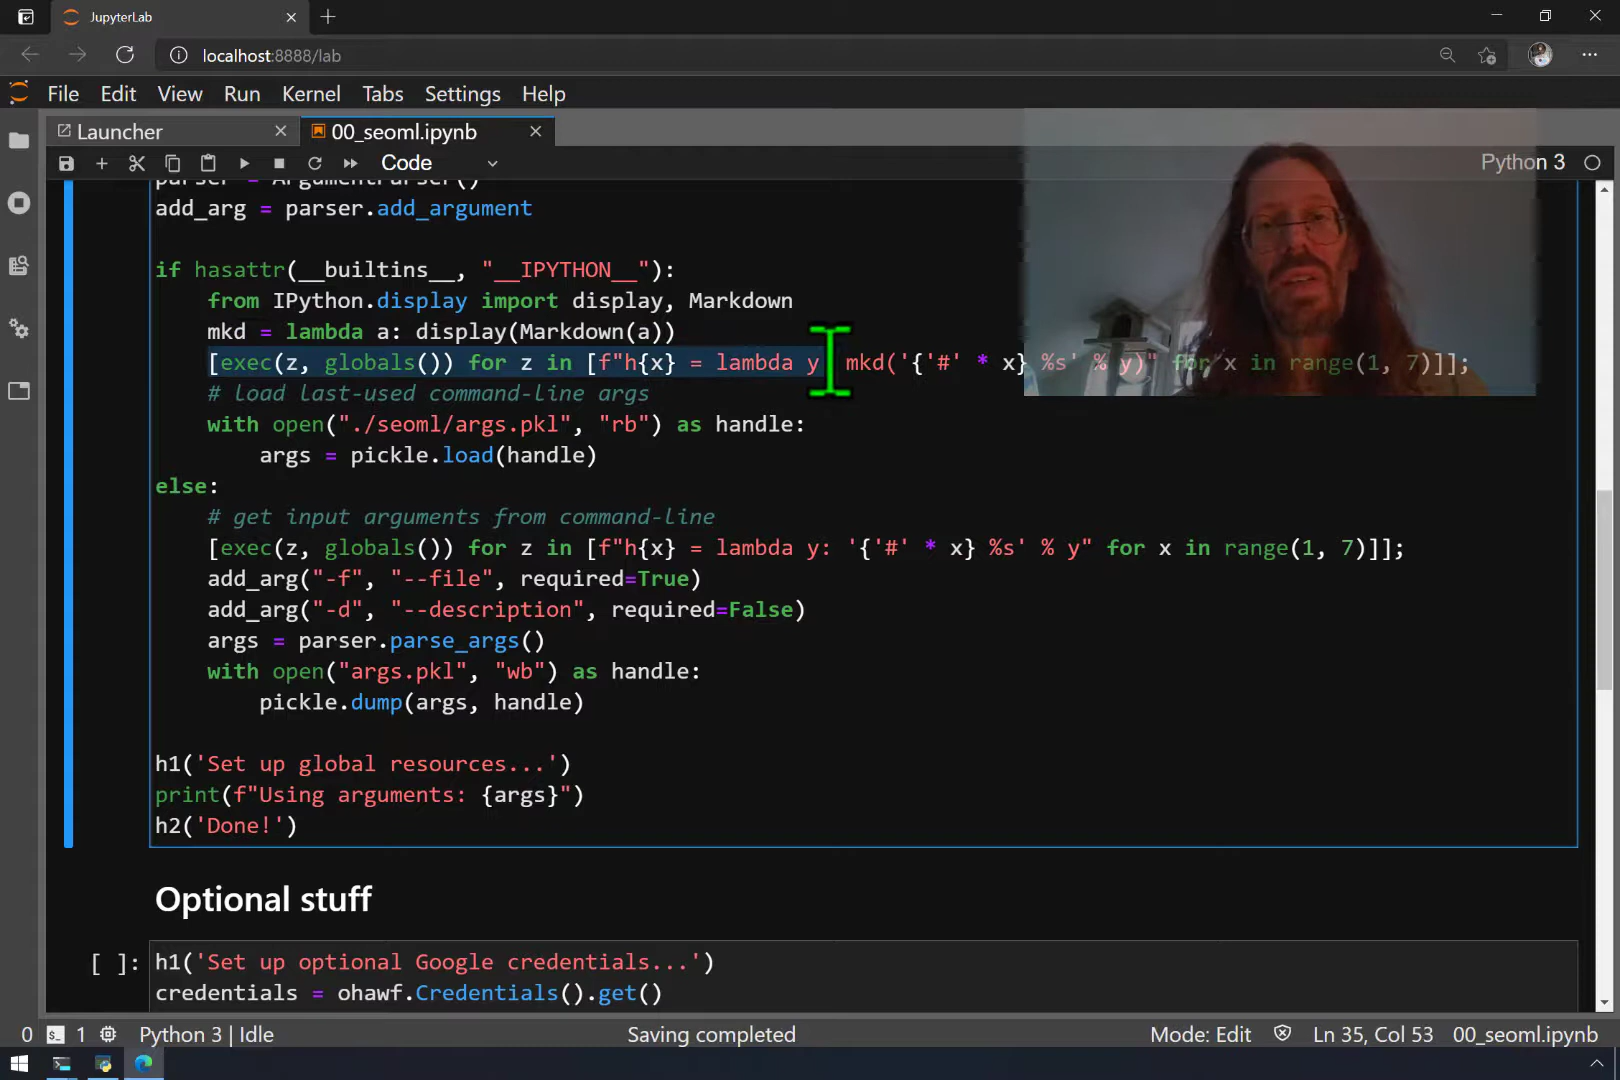 JupyterLab
localhost:8888/lab
File Edit View Run Kernel Tabs Settings Help
Launcher
00_seoml.ipynb
Code
Python 3
parser = ArgumentParser()
add_arg = parser.add_argument
if hasattr(__builtins__, "__IPYTHON__"):
from IPython.display import display, Markdown
mkd = lambda a: display(Markdown(a))
[exec(z, globals()) for z in [f"h{x} = lambda y: mkd('{'#' * x} %s' % y)" for x in range(1, 7)]];
# load last-used command-line args
with open("./seoml/args.pkl", "rb") as handle:
args = pickle.load(handle)
else:
# get input arguments from command-line
[exec(z, globals()) for z in [f"h{x} = lambda y: '{'#' * x} %s' % y" for x in range(1, 7)]];
add_arg("-f", "--file", required=True)
add_arg("-d", "--description", required=False)
args = parser.parse_args()
with open("args.pkl", "wb") as handle:
pickle.dump(args, handle)
h1('Set up global resources...')
print(f"Using arguments: {args}")
h2('Done!')
Optional stuff
[ ]:
h1('Set up optional Google credentials...')
credentials = ohawf.Credentials().get()
0 1 Python 3 | Idle Saving completed Mode: Edit Ln 35, Col 53 00_seoml.ipynb